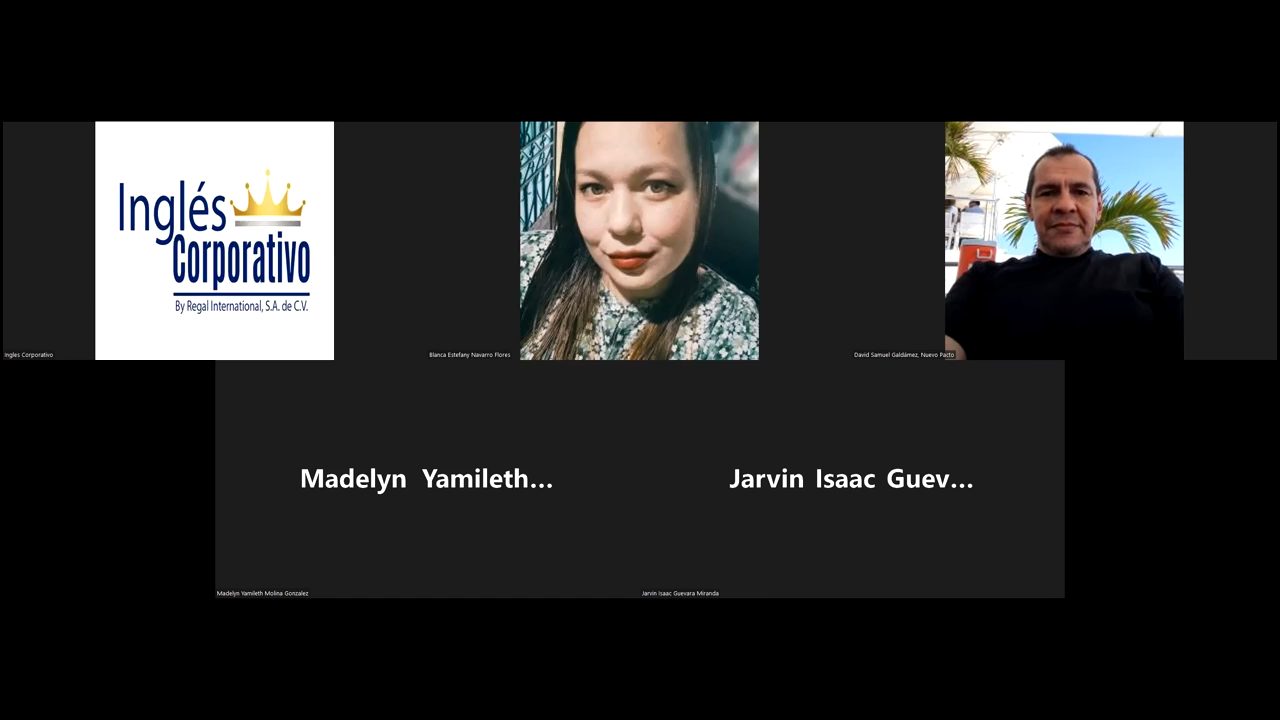 Inglés
Corporativo
By Regal International, S.A. de C.V.
Ingles Corporativo
Blanca Estefany Navarro Flores
David Samuel Galdámez, Nuevo Pacto
Madelyn Yamileth...
Jarvin Isaac Guev...
Madelyn Yamileth Molina Gonzalez
Jarvin Isaac Guevara Miranda